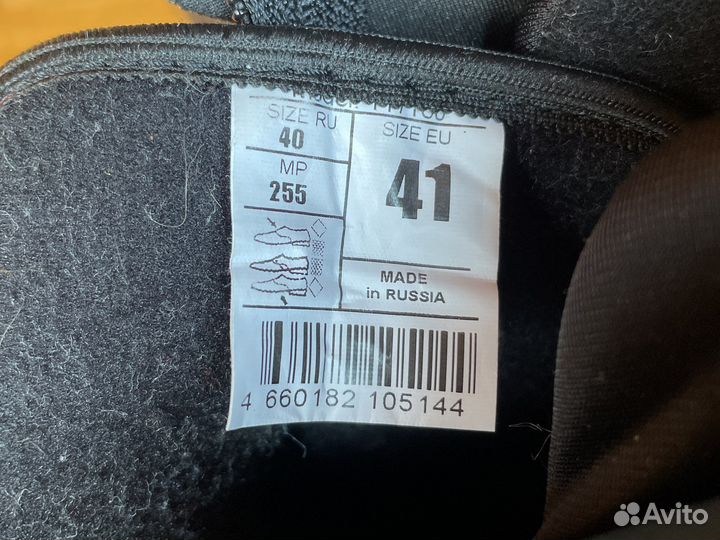 SIZE RU
40
MP
255
SIZE EU
41
MADE
in RUSSIA
4 660182 105144
Avito